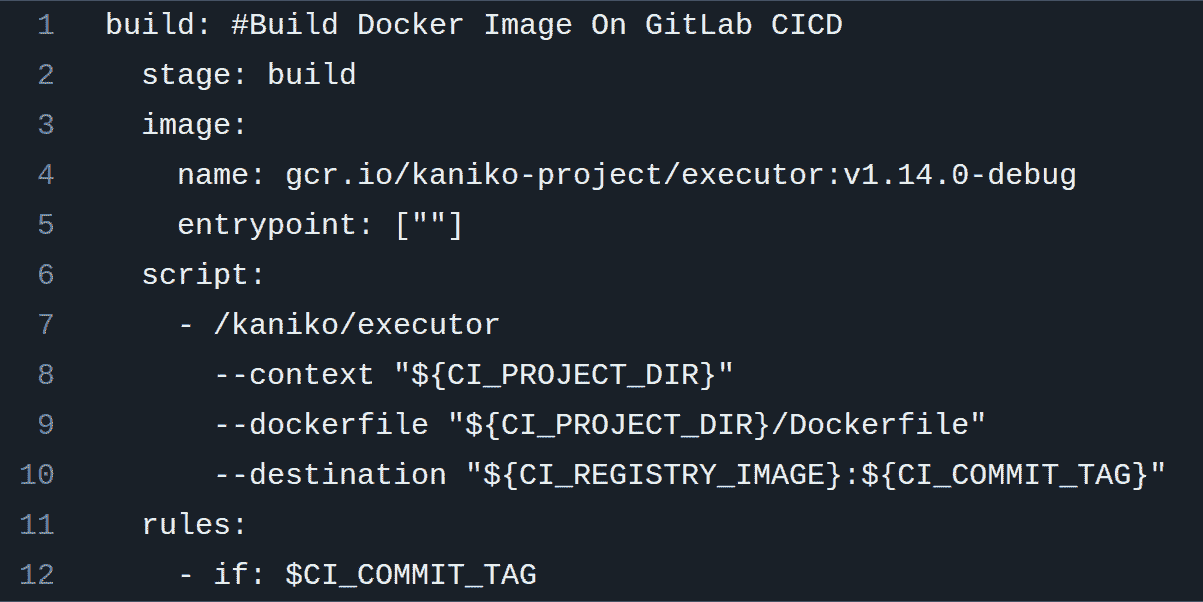 1 build: #Build Docker Image On GitLab CICD
2 stage: build
3 image:
4 name: gcr.io/kaniko-project/executor:v1.14.0-debug
5 entrypoint: [""]
6 script:
7 - /kaniko/executor
8 --context "${CI_PROJECT_DIR}"
9 --dockerfile "${CI_PROJECT_DIR}/Dockerfile"
10 --destination "${CI_REGISTRY_IMAGE}:${CI_COMMIT_TAG}"
11 rules:
12 - if: $CI_COMMIT_TAG